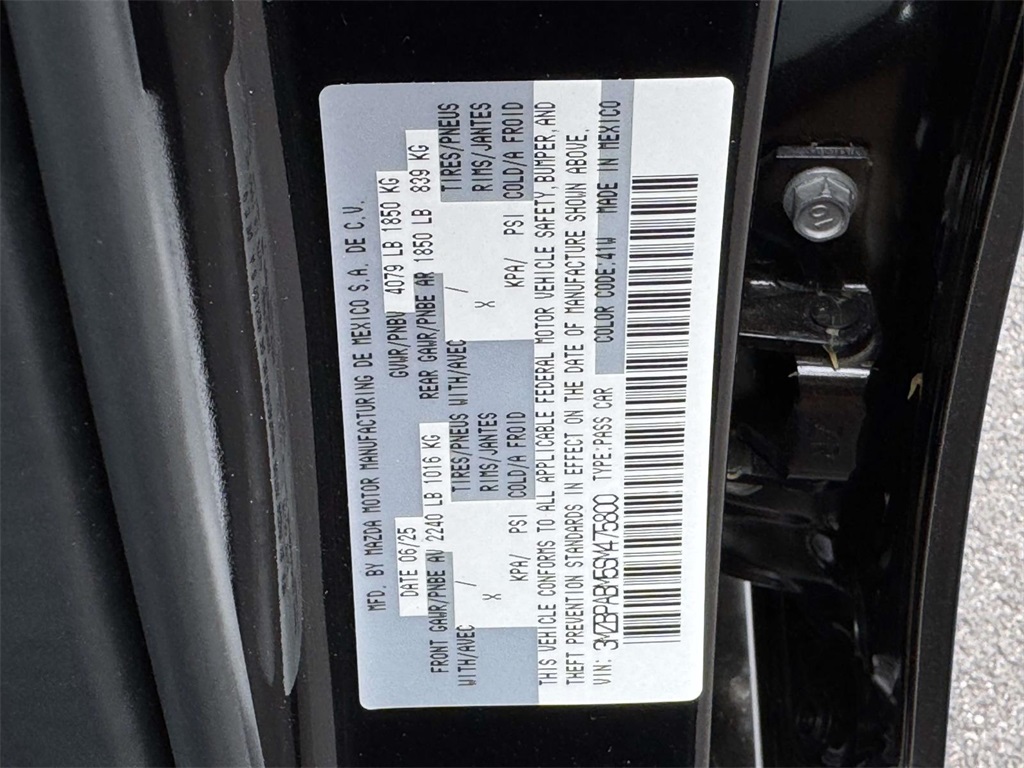 MFD. BY MAZDA MOTOR MANUFACTURING DE MEXICO S.A. DE C.V.
DATE 06/25 GVWR/PNBV 4079 LB 1850 KG
FRONT GAWR/PNBE AV 2240 LB 1016 KG REAR GAWR/PNBE AR 1850 LB 839 KG
WITH/AVEC / TIRES/PNEUS WITH/AVEC / TIRES/PNEUS
X RIMS/JANTES X RIMS/JANTES
KPA/ PSI COLD/A FROID KPA/ PSI COLD/A FROID
THIS VEHICLE CONFORMS TO ALL APPLICABLE FEDERAL MOTOR VEHICLE SAFETY, BUMPER, AND
THEFT PREVENTION STANDARDS IN EFFECT ON THE DATE OF MANUFACTURE SHOWN ABOVE.
VIN: 3MZBPABM5SM475800 TYPE:PASS CAR COLOR CODE:41W MADE IN MEXICO